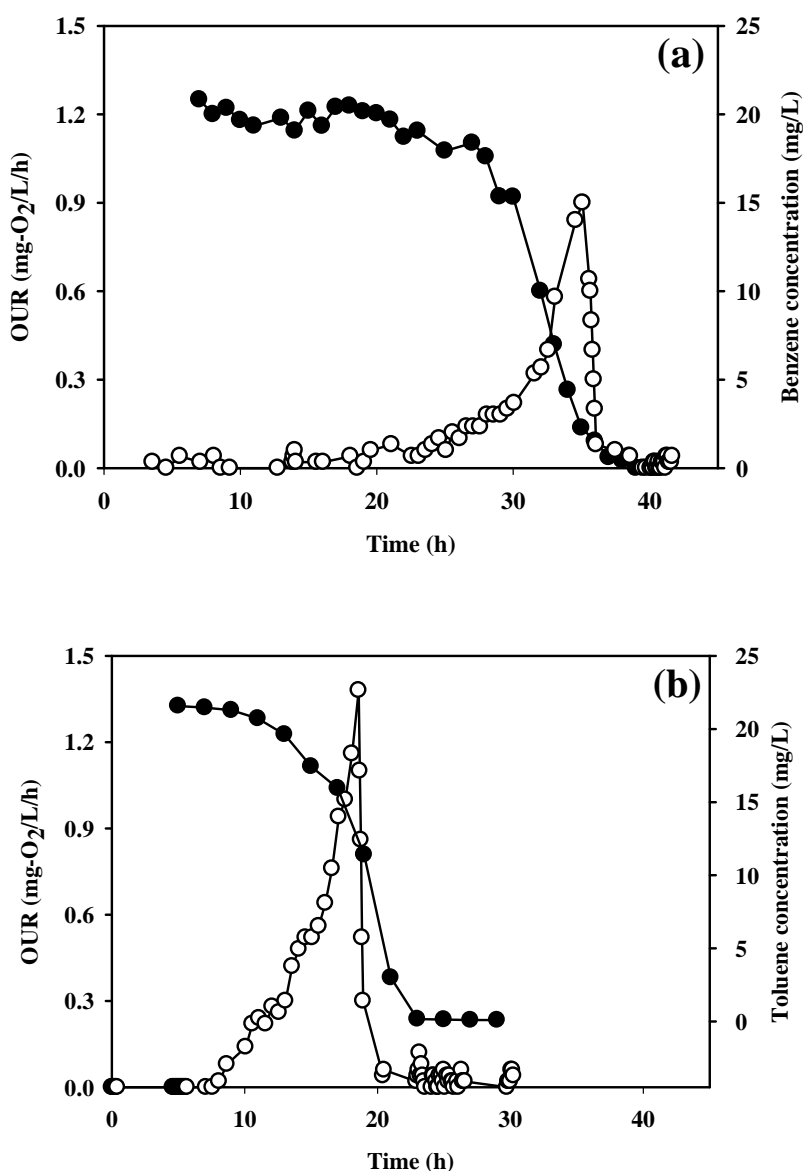 (a)
1.5
1.2
0.9
0.6
0.3
0.0
OUR (mg-O2/L/h)
25
20
15
10
5
0
Benzene concentration (mg/L)
0 10 20 30 40
Time (h)
(b)
1.5
1.2
0.9
0.6
0.3
0.0
OUR (mg-O2/L/h)
25
20
15
10
5
0
Toluene concentration (mg/L)
0 10 20 30 40
Time (h)